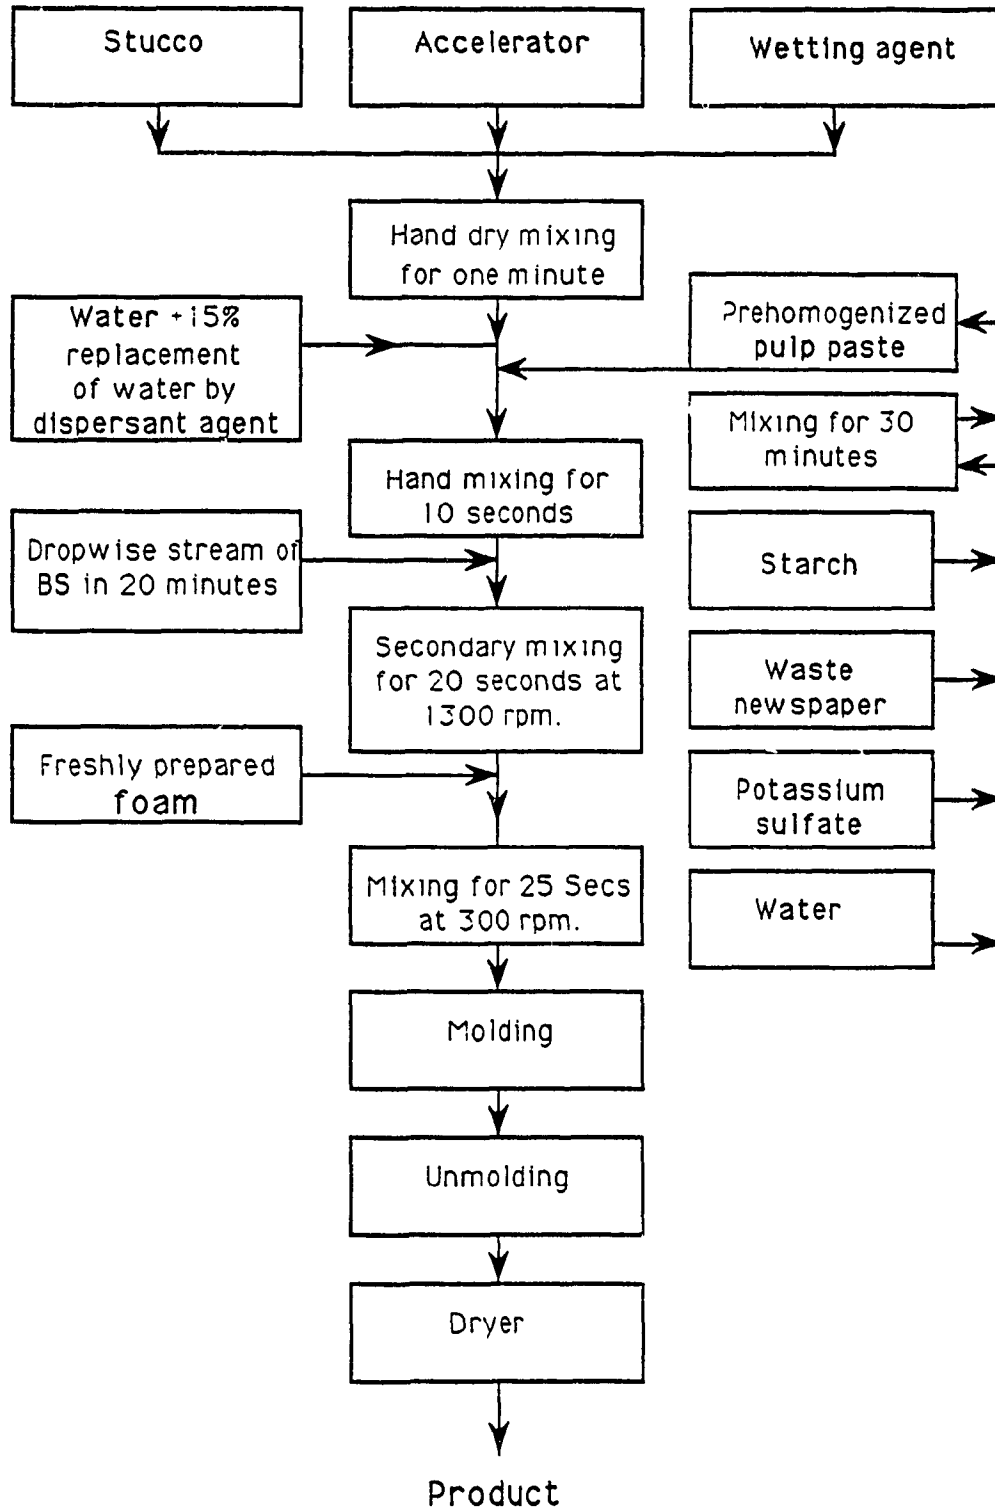 Stucco
Accelerator
Wetting agent
Hand dry mixing
for one minute
Water +15%
replacement
of water by
dispersant agent
Prehomogenized
pulp paste
Mixing for 30
minutes
Hand mixing for
10 seconds
Dropwise stream of
BS in 20 minutes
Starch
Secondary mixing
for 20 seconds at
1300 rpm.
Waste
newspaper
Freshly prepared
foam
Potassium
sulfate
Mixing for 25 Secs
at 300 rpm.
Water
Molding
Unmolding
Dryer
Product